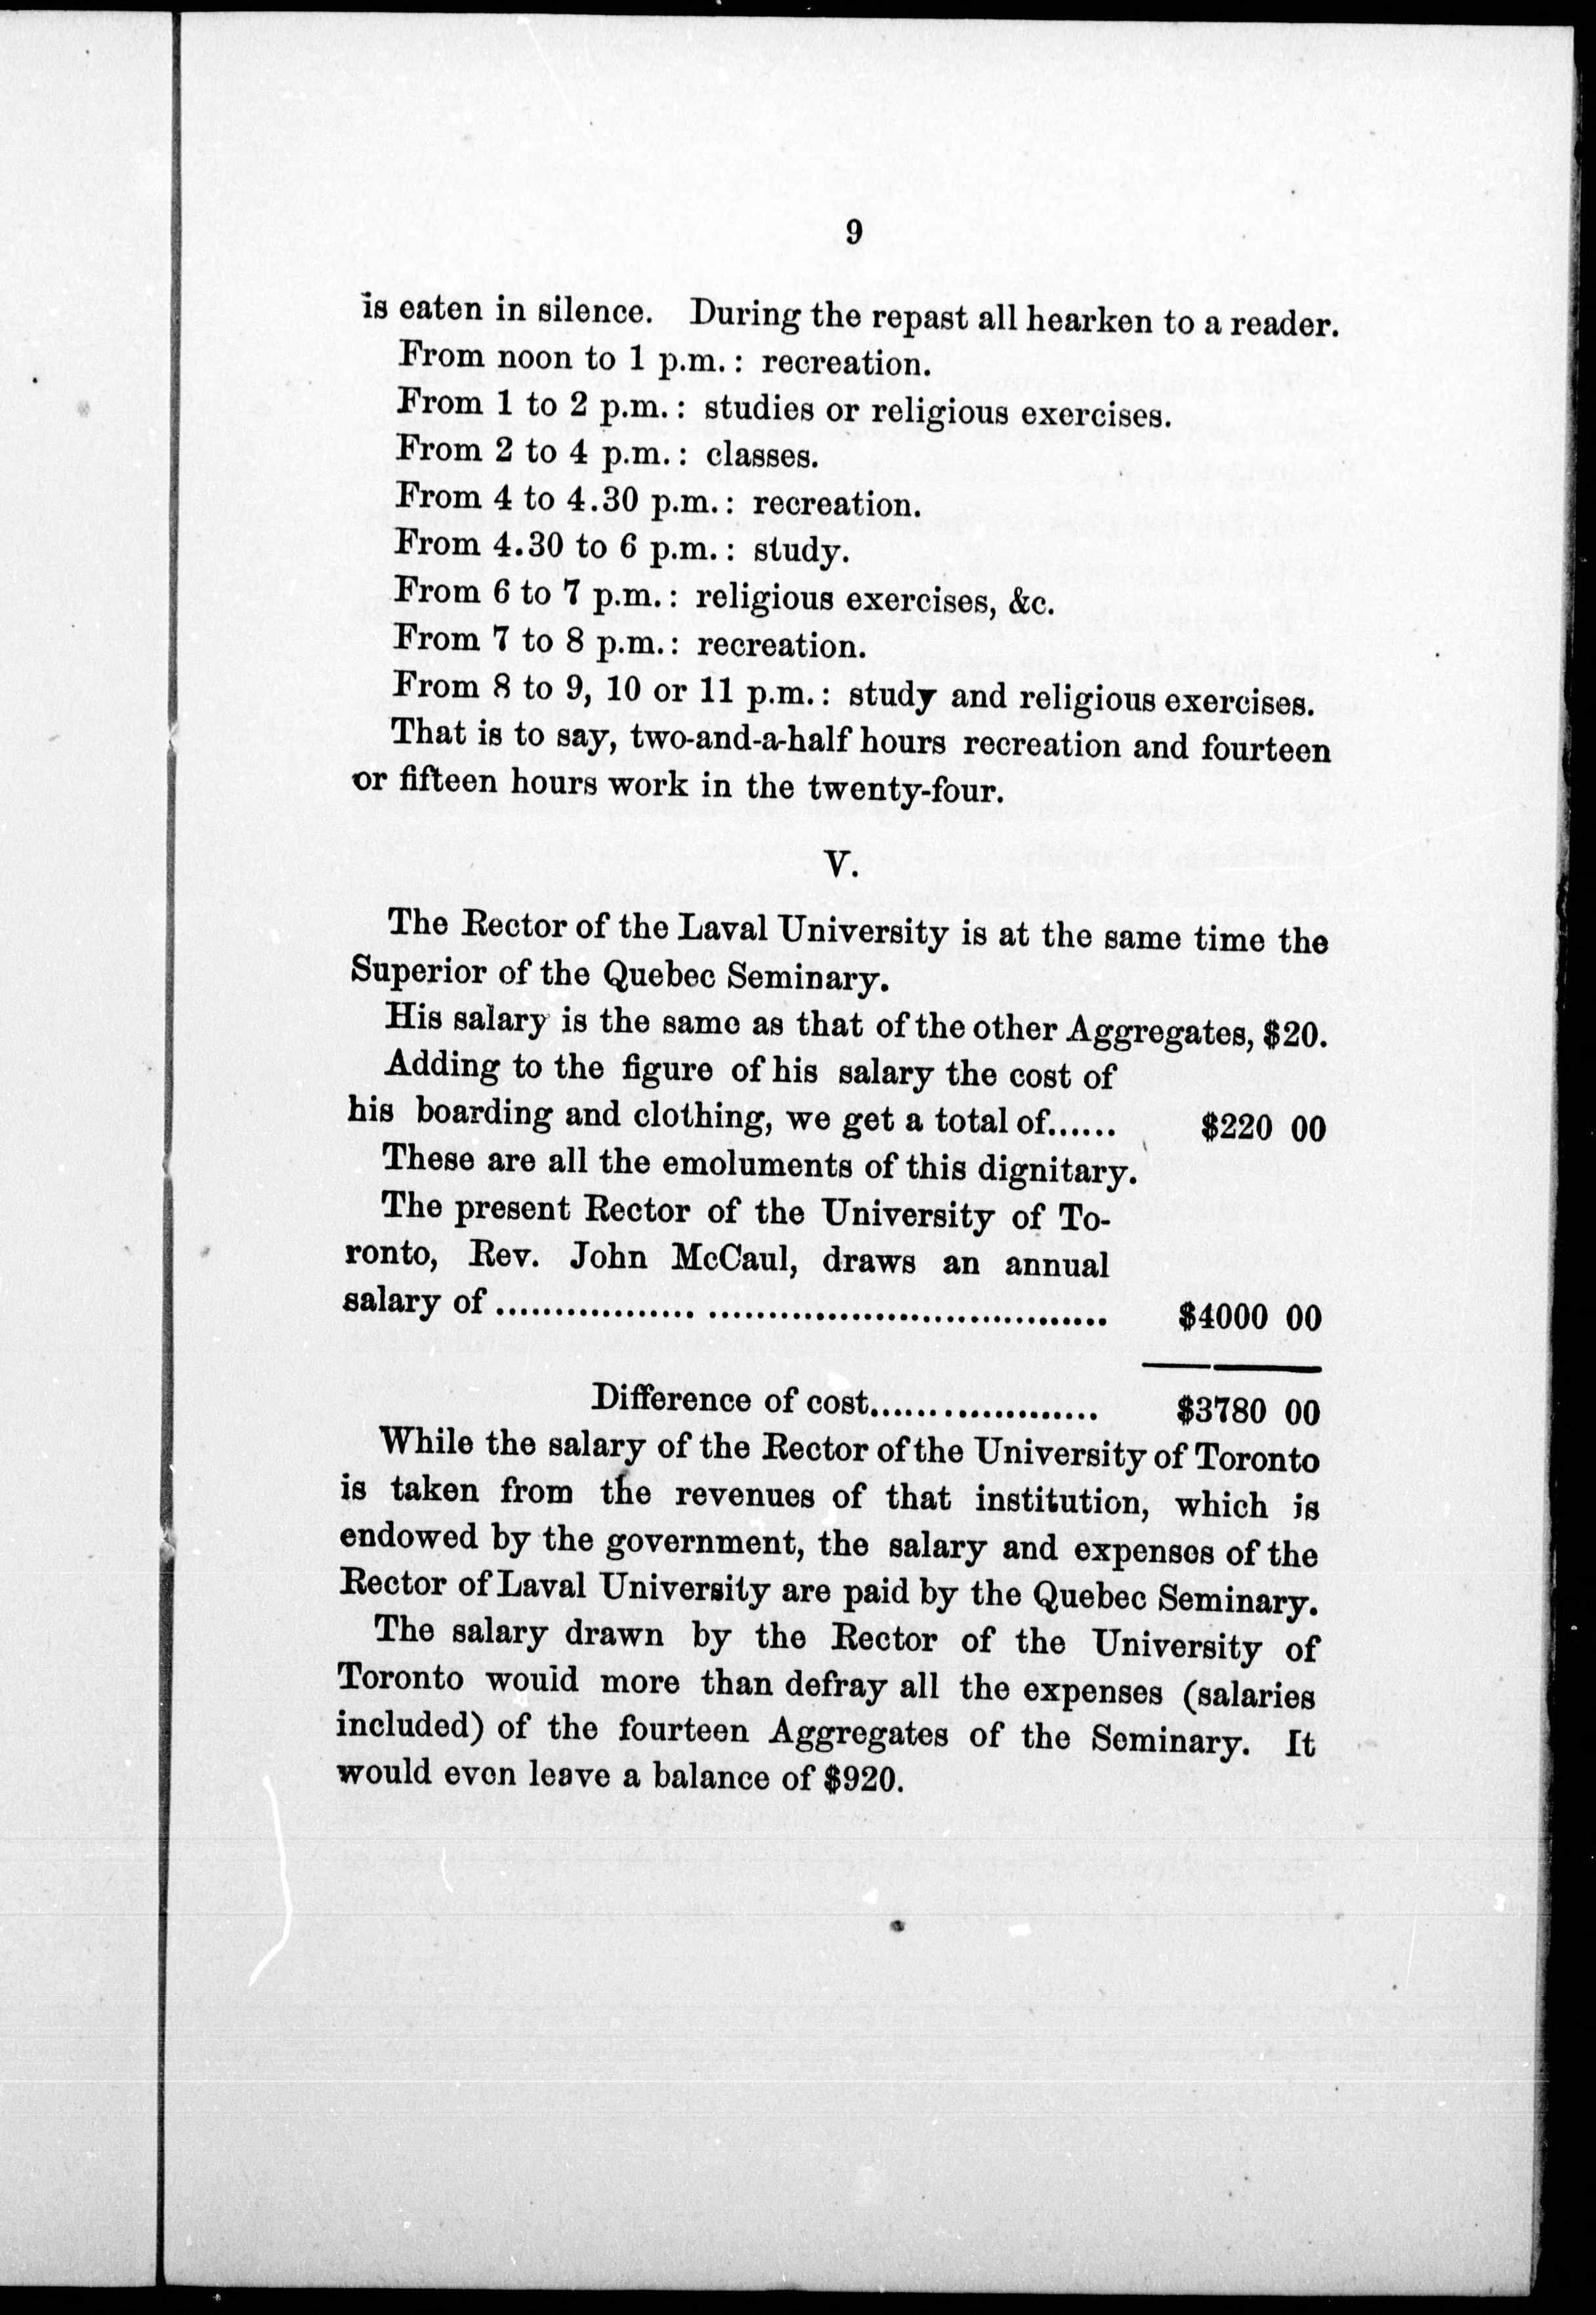 9
is eaten in silence. During the repast all hearken to a reader.
From noon to 1 p.m.: recreation.
From 1 to 2 p.m.: studies or religious exercises.
From 2 to 4 p.m.: classes.
From 4 to 4.30 p.m.: recreation.
From 4.30 to 6 p.m.: study.
From 6 to 7 p.m.: religious exercises, &c.
From 7 to 8 p.m.: recreation.
From 8 to 9, 10 or 11 p.m.: study and religious exercises.
That is to say, two-and-a-half hours recreation and fourteen
or fifteen hours work in the twenty-four.
V.
The Rector of the Laval University is at the same time the
Superior of the Quebec Seminary.
His salary is the same as that of the other Aggregates, $20.
Adding to the figure of his salary the cost of
his boarding and clothing, we get a total of...... $220 00
These are all the emoluments of this dignitary.
The present Rector of the University of To-
ronto, Rev. John McCaul, draws an annual
salary of ................. .................................. $4000 00
Difference of cost.................... $3780 00
While the salary of the Rector of the University of Toronto
is taken from the revenues of that institution, which is
endowed by the government, the salary and expenses of the
Rector of Laval University are paid by the Quebec Seminary.
The salary drawn by the Rector of the University of
Toronto would more than defray all the expenses (salaries
included) of the fourteen Aggregates of the Seminary. It
would even leave a balance of $920.